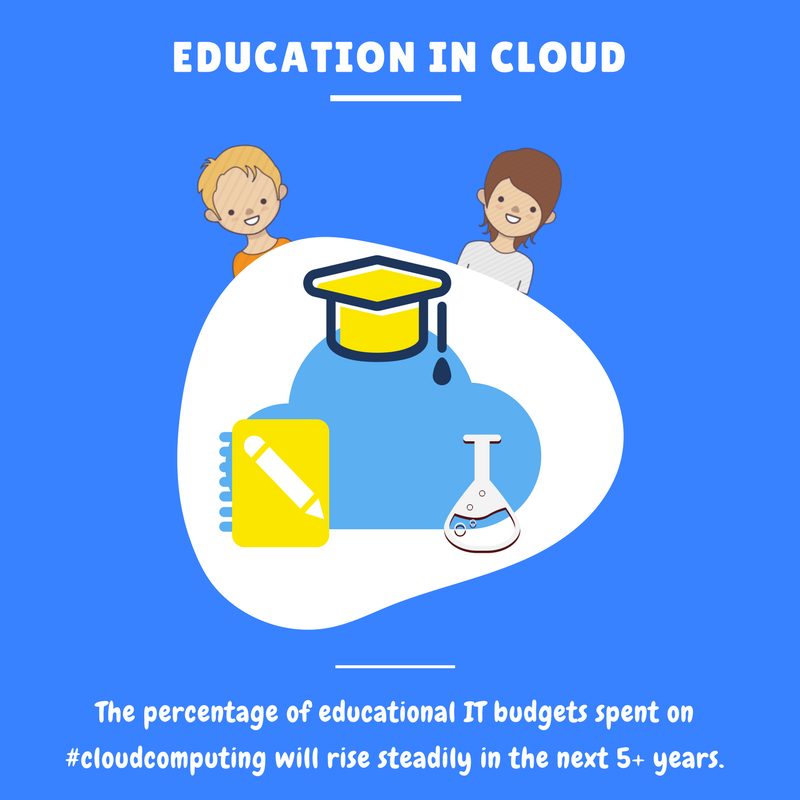 EDUCATION IN CLOUD
The percentage of educational IT budgets spent on
#cloudcomputing will rise steadily in the next 5+ years.